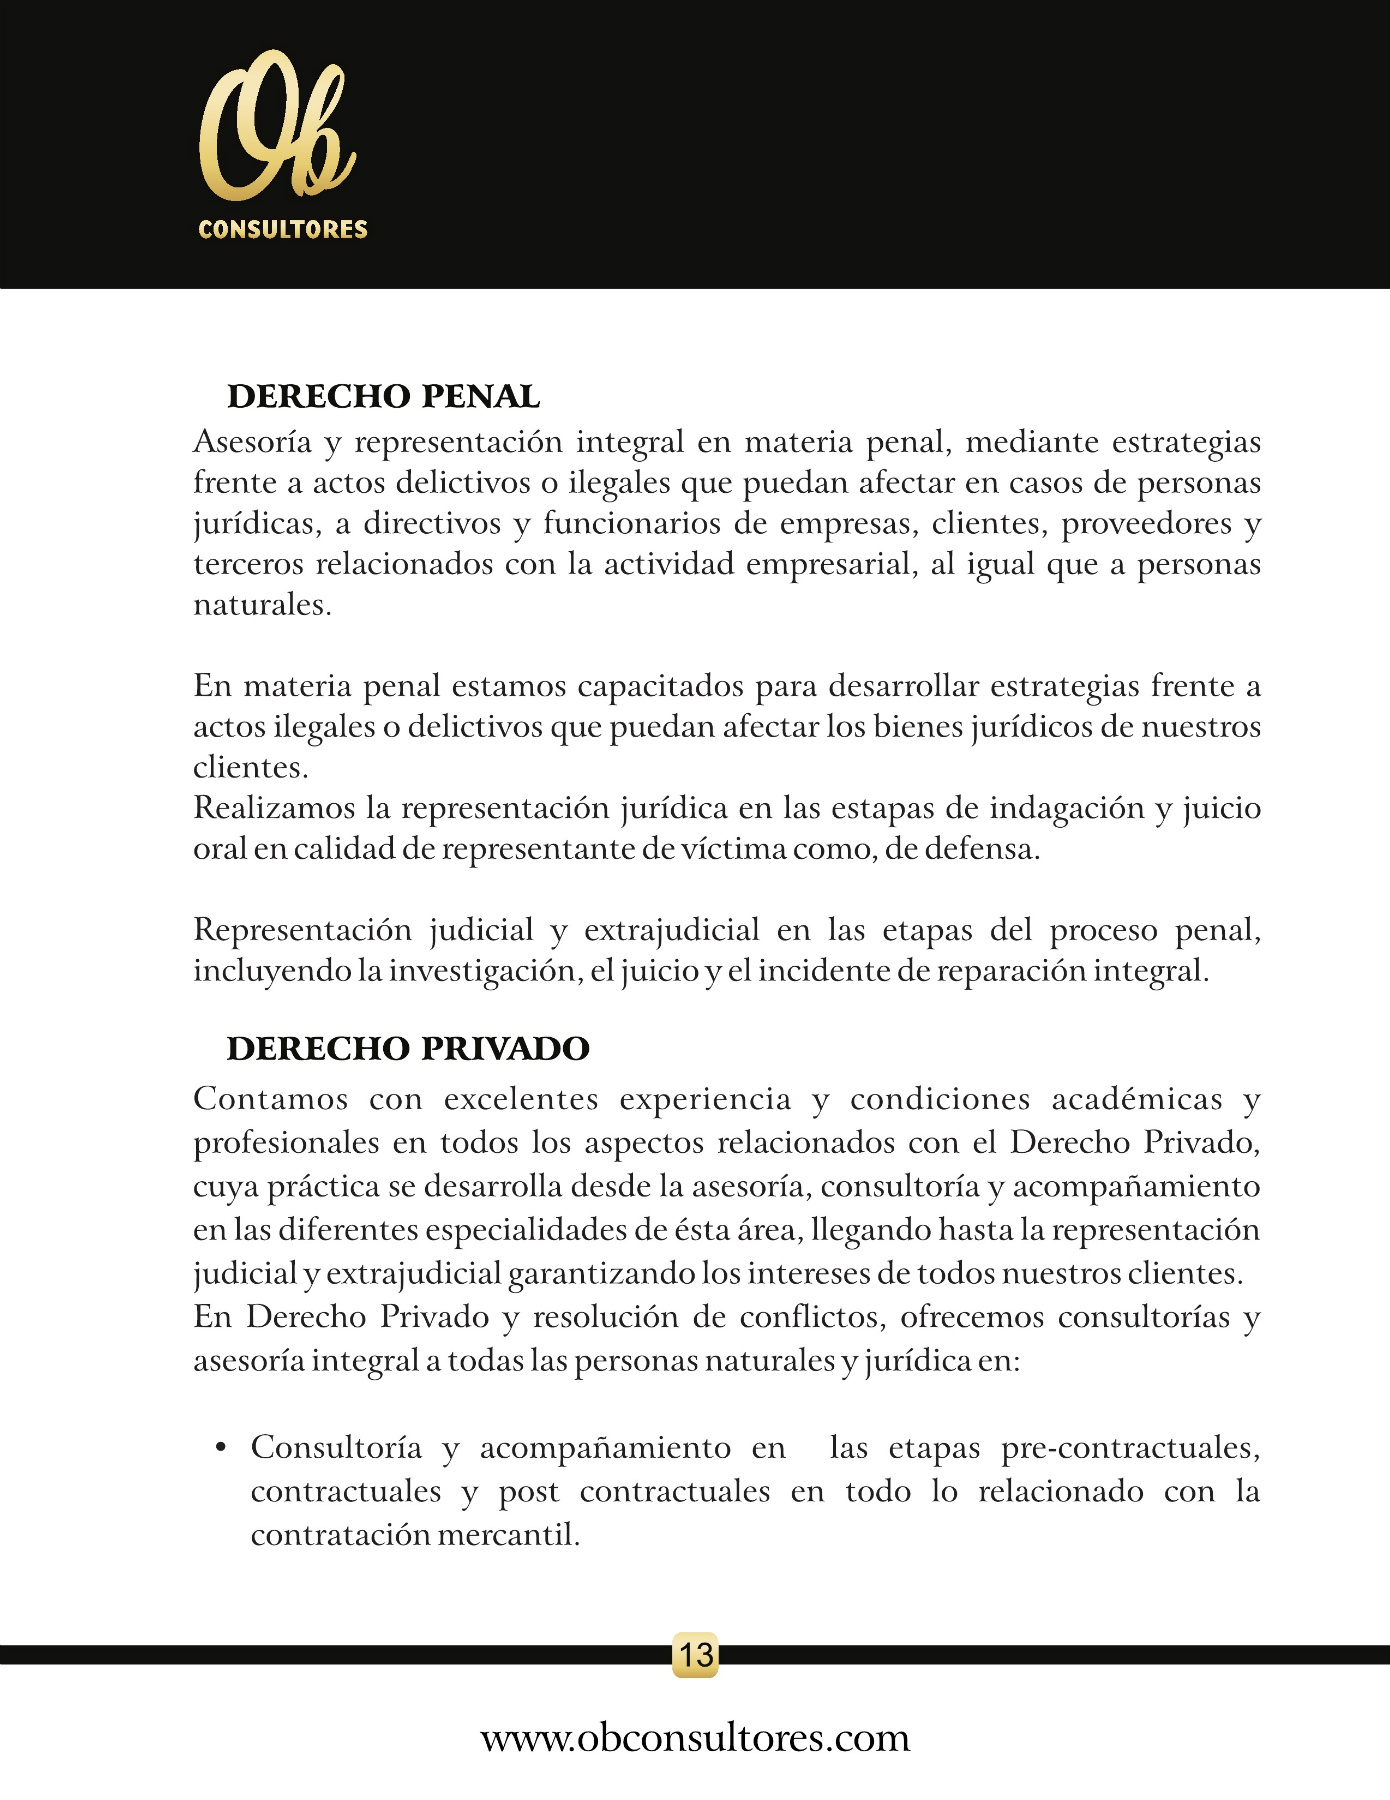 Ob
CONSULTORES
DERECHO PENAL
Asesoría y representación integral en materia penal, mediante estrategias
frente a actos delictivos o ilegales que puedan afectar en casos de personas
jurídicas, a directivos y funcionarios de empresas, clientes, proveedores y
terceros relacionados con la actividad empresarial, al igual que a personas
naturales.
En materia penal estamos capacitados para desarrollar estrategias frente a
actos ilegales o delictivos que puedan afectar los bienes jurídicos de nuestros
clientes.
Realizamos la representación jurídica en las estapas de indagación y juicio
oral en calidad de representante de víctima como, de defensa.
Representación judicial y extrajudicial en las etapas del proceso penal,
incluyendo la investigación, el juicio y el incidente de reparación integral.
DERECHO PRIVADO
Contamos con excelentes experiencia y condiciones académicas y
profesionales en todos los aspectos relacionados con el Derecho Privado,
cuya práctica se desarrolla desde la asesoría, consultoría y acompañamiento
en las diferentes especialidades de ésta área, llegando hasta la representación
judicial y extrajudicial garantizando los intereses de todos nuestros clientes.
En Derecho Privado y resolución de conflictos, ofrecemos consultorías y
asesoría integral a todas las personas naturales y jurídica en:
• Consultoría y acompañamiento en las etapas pre-contractuales,
contractuales y post contractuales en todo lo relacionado con la
contratación mercantil.
13
www.obconsultores.com